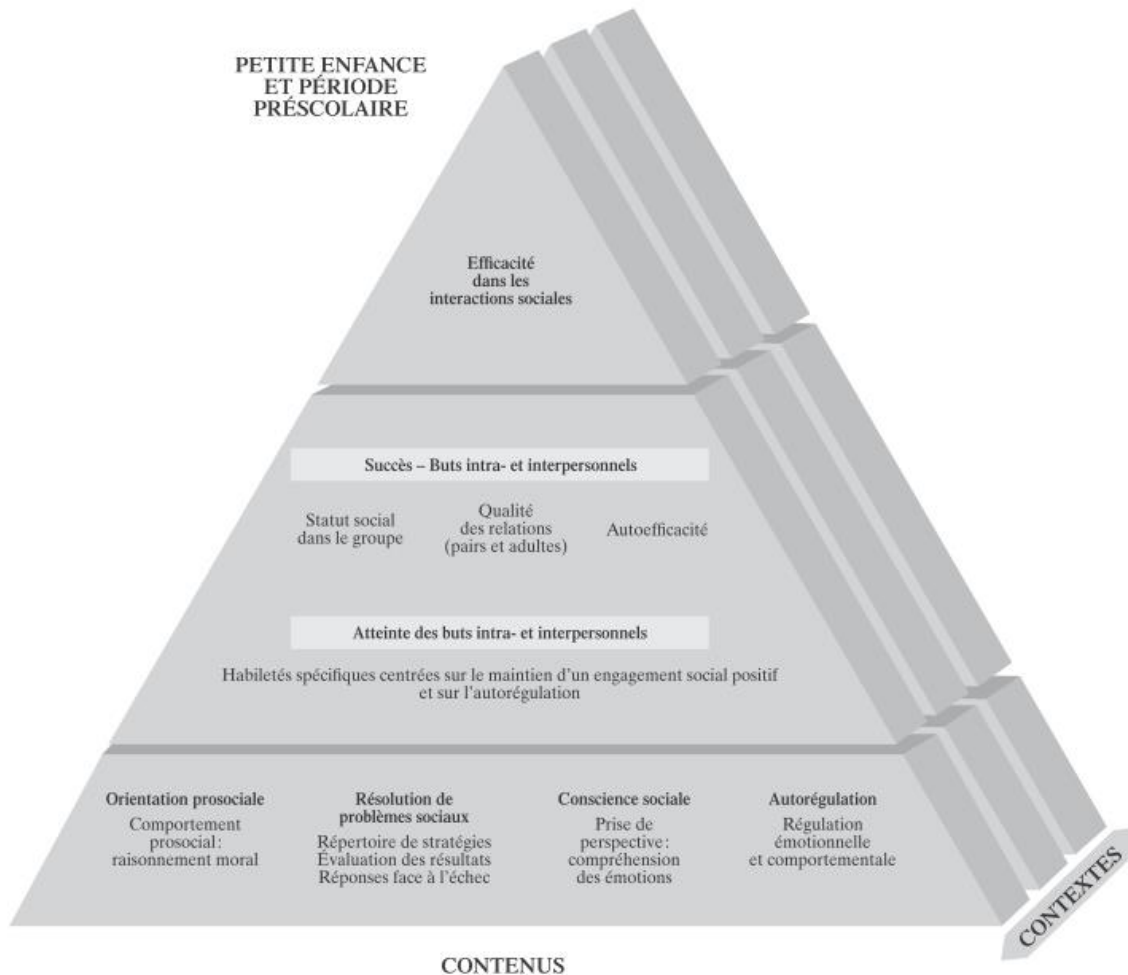 PETITE ENFANCE
ET PÉRIODE
PRÉSCOLAIRE
Efficacité
dans les
interactions sociales
Succès – Buts intra- et interpersonnels
Statut social
dans le groupe
Qualité
des relations
(pairs et adultes)
Autoefficacité
Atteinte des buts intra- et interpersonnels
Habiletés spécifiques centrées sur le maintien d'un engagement social positif
et sur l'autorégulation
Orientation prosociale
Comportement
prosocial :
raisonnement moral
Résolution de
problèmes sociaux
Répertoire de stratégies
Évaluation des résultats
Réponses face à l'échec
Conscience sociale
Prise de
perspective :
compréhension
des émotions
Autorégulation
Régulation
émotionnelle
et comportementale
CONTEXTES
CONTENUS